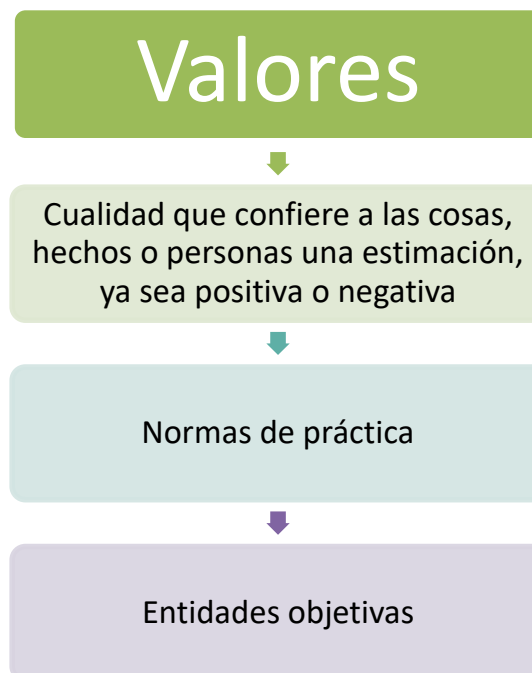 Valores
Cualidad que confiere a las cosas,
hechos o personas una estimación,
ya sea positiva o negativa
Normas de práctica
Entidades objetivas